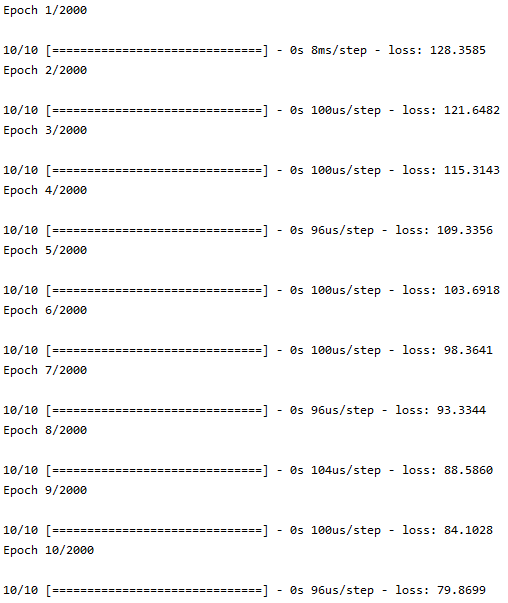 Epoch 1/2000
10/10 [==============================] - 0s 8ms/step - loss: 128.3585
Epoch 2/2000
10/10 [==============================] - 0s 100us/step - loss: 121.6482
Epoch 3/2000
10/10 [==============================] - 0s 100us/step - loss: 115.3143
Epoch 4/2000
10/10 [==============================] - 0s 96us/step - loss: 109.3356
Epoch 5/2000
10/10 [==============================] - 0s 100us/step - loss: 103.6918
Epoch 6/2000
10/10 [==============================] - 0s 100us/step - loss: 98.3641
Epoch 7/2000
10/10 [==============================] - 0s 96us/step - loss: 93.3344
Epoch 8/2000
10/10 [==============================] - 0s 104us/step - loss: 88.5860
Epoch 9/2000
10/10 [==============================] - 0s 100us/step - loss: 84.1028
Epoch 10/2000
10/10 [==============================] - 0s 96us/step - loss: 79.8699